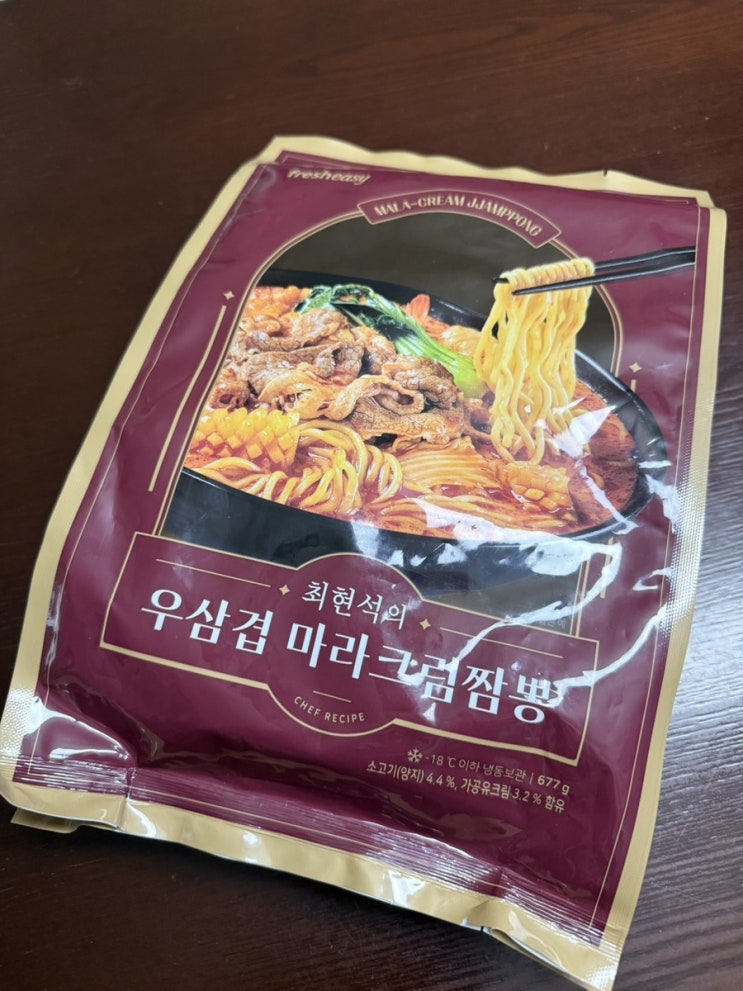 fresheasy
MALA-CREAM JJAMPPONG
최현석의
우삼겹 마라크림짬뽕
CHEF RECIPE
-18℃ 이하 냉동보관 | 677g
소고기(양지) 4.4 %, 가공유크림 3.2 % 함유